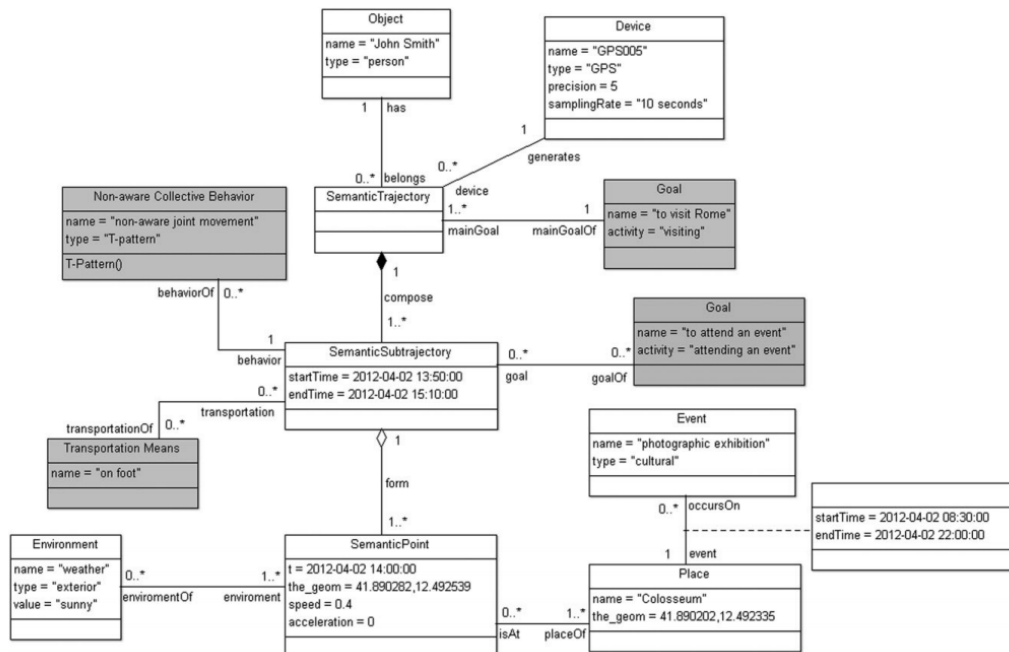 Object
name = "John Smith"
type = "person"
1
has
0..*
belongs
Device
name = "GPS005"
type = "GPS"
precision = 5
samplingRate = "10 seconds"
1
generates
0..*
device
SemanticTrajectory
1..*
mainGoal
1
mainGoalOf
Goal
name = "to visit Rome"
activity = "visiting"
Non-aware Collective Behavior
name = "non-aware joint movement"
type = "T-pattern"
T-Pattern()
behaviorOf
0..*
1
behavior
1
compose
1..*
SemanticSubtrajectory
startTime = 2012-04-02 13:50:00
endTime = 2012-04-02 15:10:00
0..*
goal
0..*
goalOf
Goal
name = "to attend an event"
activity = "attending an event"
0..*
transportation
transportationOf
0..*
Transportation Means
name = "on foot"
1
form
1..*
Event
name = "photographic exhibition"
type = "cultural"
0..*
occursOn
startTime = 2012-04-02 08:30:00
endTime = 2012-04-02 22:00:00
1
event
Environment
name = "weather"
type = "exterior"
value = "sunny"
0..*
enviromentOf
1..*
enviroment
SemanticPoint
t = 2012-04-02 14:00:00
the_geom = 41.890282,12.492539
speed = 0.4
acceleration = 0
0..*
isAt
1..*
placeOf
Place
name = "Colosseum"
the_geom = 41.890202,12.492335